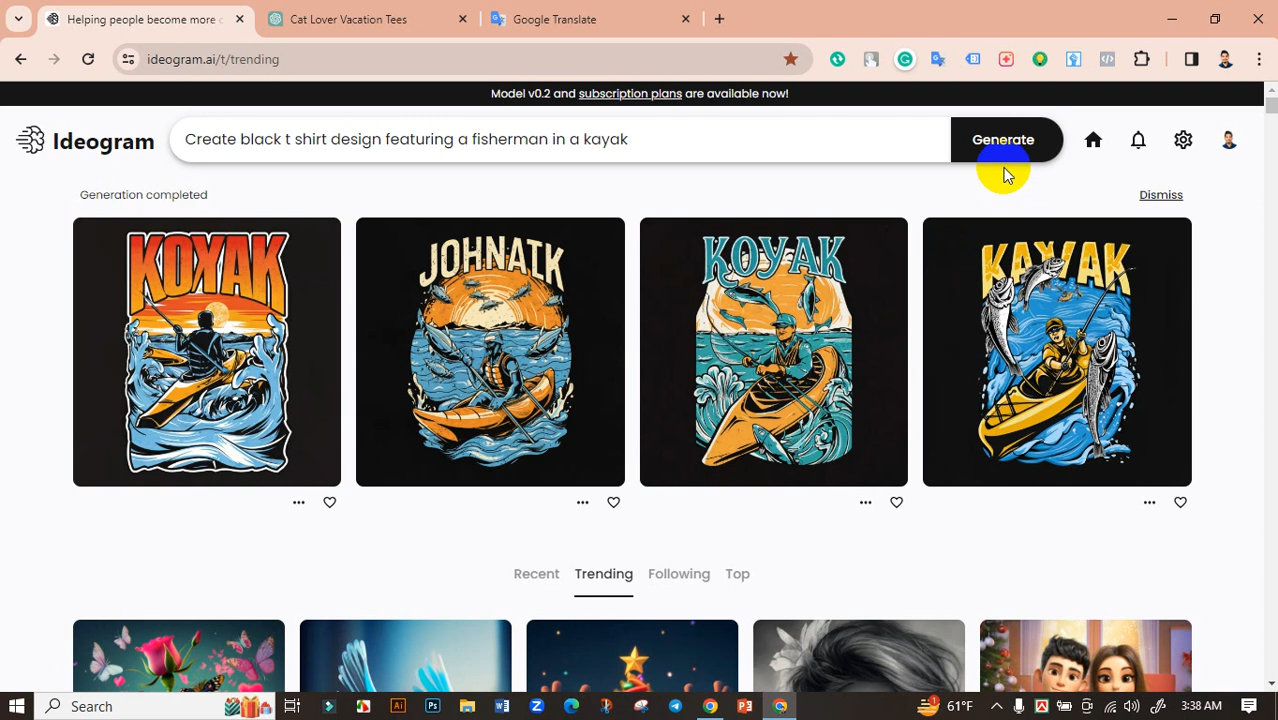 Helping people become more c
Cat Lover Vacation Tees
Google Translate
ideogram.ai/t/trending
Model v0.2 and subscription plans are available now!
Ideogram
Create black t shirt design featuring a fisherman in a kayak
Generate
Generation completed
Dismiss
KOYAK
JOHNATK
KOYAK
KAYAK
Recent
Trending
Following
Top
Search
61°F
3:38 AM